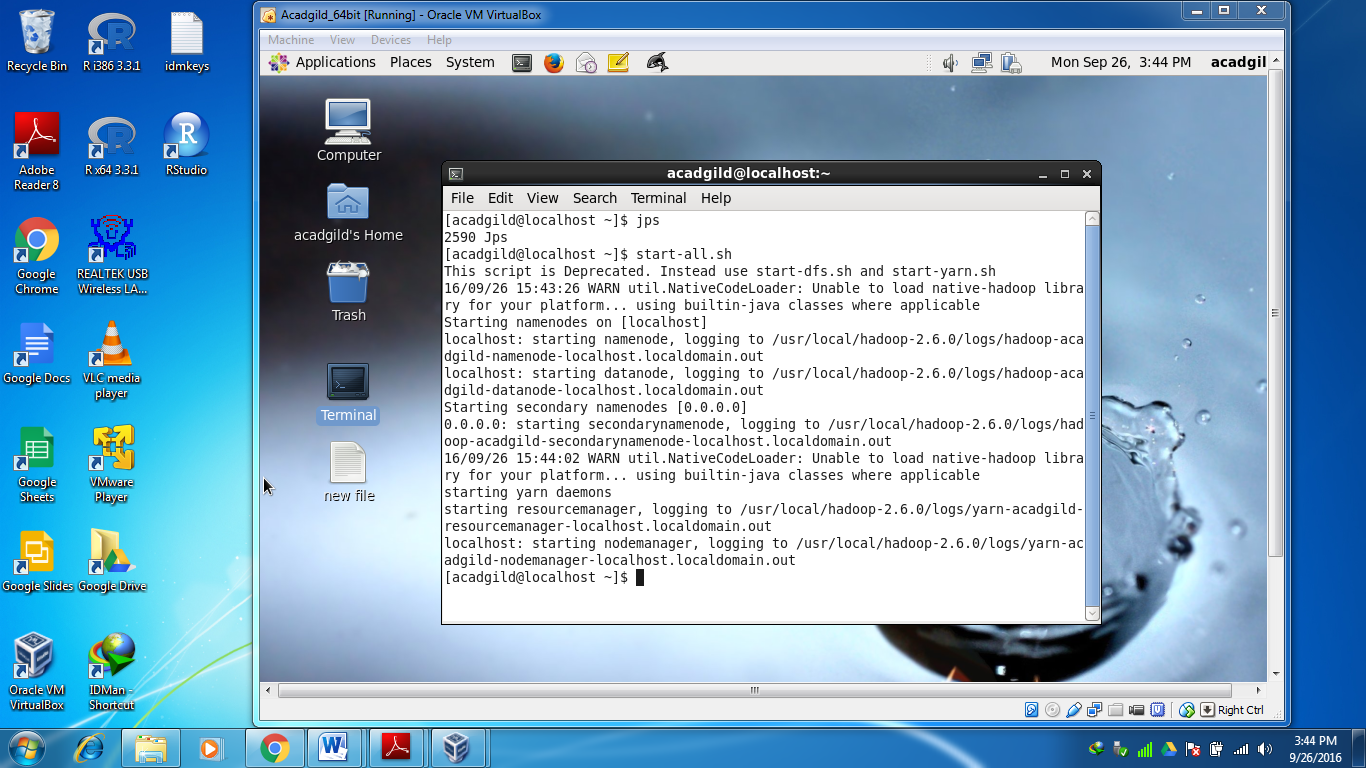 Acadgild_64bit [Running] - Oracle VM VirtualBox
Machine View Devices Help
Applications Places System
Mon Sep 26, 3:44 PM acadgil
Recycle Bin
R i386 3.3.1
idmkeys
Adobe
Reader 8
R x64 3.3.1
RStudio
Google
Chrome
REALTEK USB
Wireless LA...
Google Docs
VLC media
player
Google
Sheets
VMware
Player
Google Slides
Google Drive
Oracle VM
VirtualBox
IDMan -
Shortcut
Computer
acadgild's Home
Trash
Terminal
new file
acadgild@localhost:~
File Edit View Search Terminal Help
[acadgild@localhost ~]$ jps
2590 Jps
[acadgild@localhost ~]$ start-all.sh
This script is Deprecated. Instead use start-dfs.sh and start-yarn.sh
16/09/26 15:43:26 WARN util.NativeCodeLoader: Unable to load native-hadoop libra
ry for your platform... using builtin-java classes where applicable
Starting namenodes on [localhost]
localhost: starting namenode, logging to /usr/local/hadoop-2.6.0/logs/hadoop-aca
dgild-namenode-localhost.localdomain.out
localhost: starting datanode, logging to /usr/local/hadoop-2.6.0/logs/hadoop-aca
dgild-datanode-localhost.localdomain.out
Starting secondary namenodes [0.0.0.0]
0.0.0.0: starting secondarynamenode, logging to /usr/local/hadoop-2.6.0/logs/had
oop-acadgild-secondarynamenode-localhost.localdomain.out
16/09/26 15:44:02 WARN util.NativeCodeLoader: Unable to load native-hadoop libra
ry for your platform... using builtin-java classes where applicable
starting yarn daemons
starting resourcemanager, logging to /usr/local/hadoop-2.6.0/logs/yarn-acadgild-
resourcemanager-localhost.localdomain.out
localhost: starting nodemanager, logging to /usr/local/hadoop-2.6.0/logs/yarn-ac
adgild-nodemanager-localhost.localdomain.out
[acadgild@localhost ~]$
Right Ctrl
3:44 PM
9/26/2016